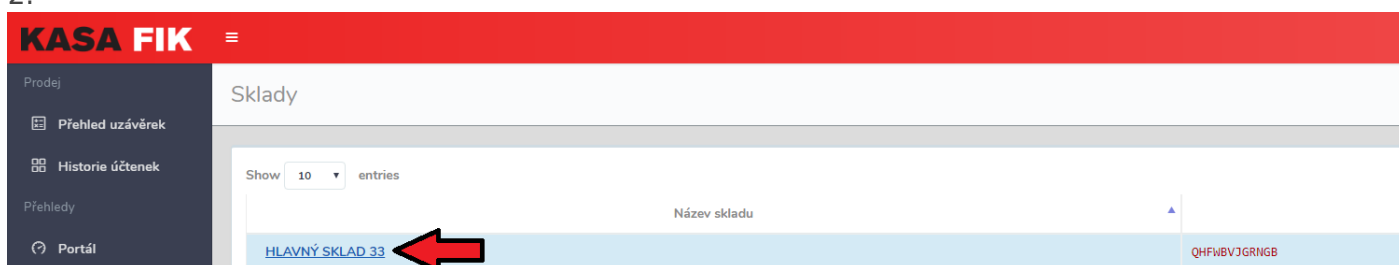 2.
KASA FIK
Prodej
Sklady
Přehled uzávěrek
Historie účtenek
Show 10 entries
Přehledy
Název skladu
Portál
HLAVNÝ SKLAD 33
QHFWBVJGRNGB